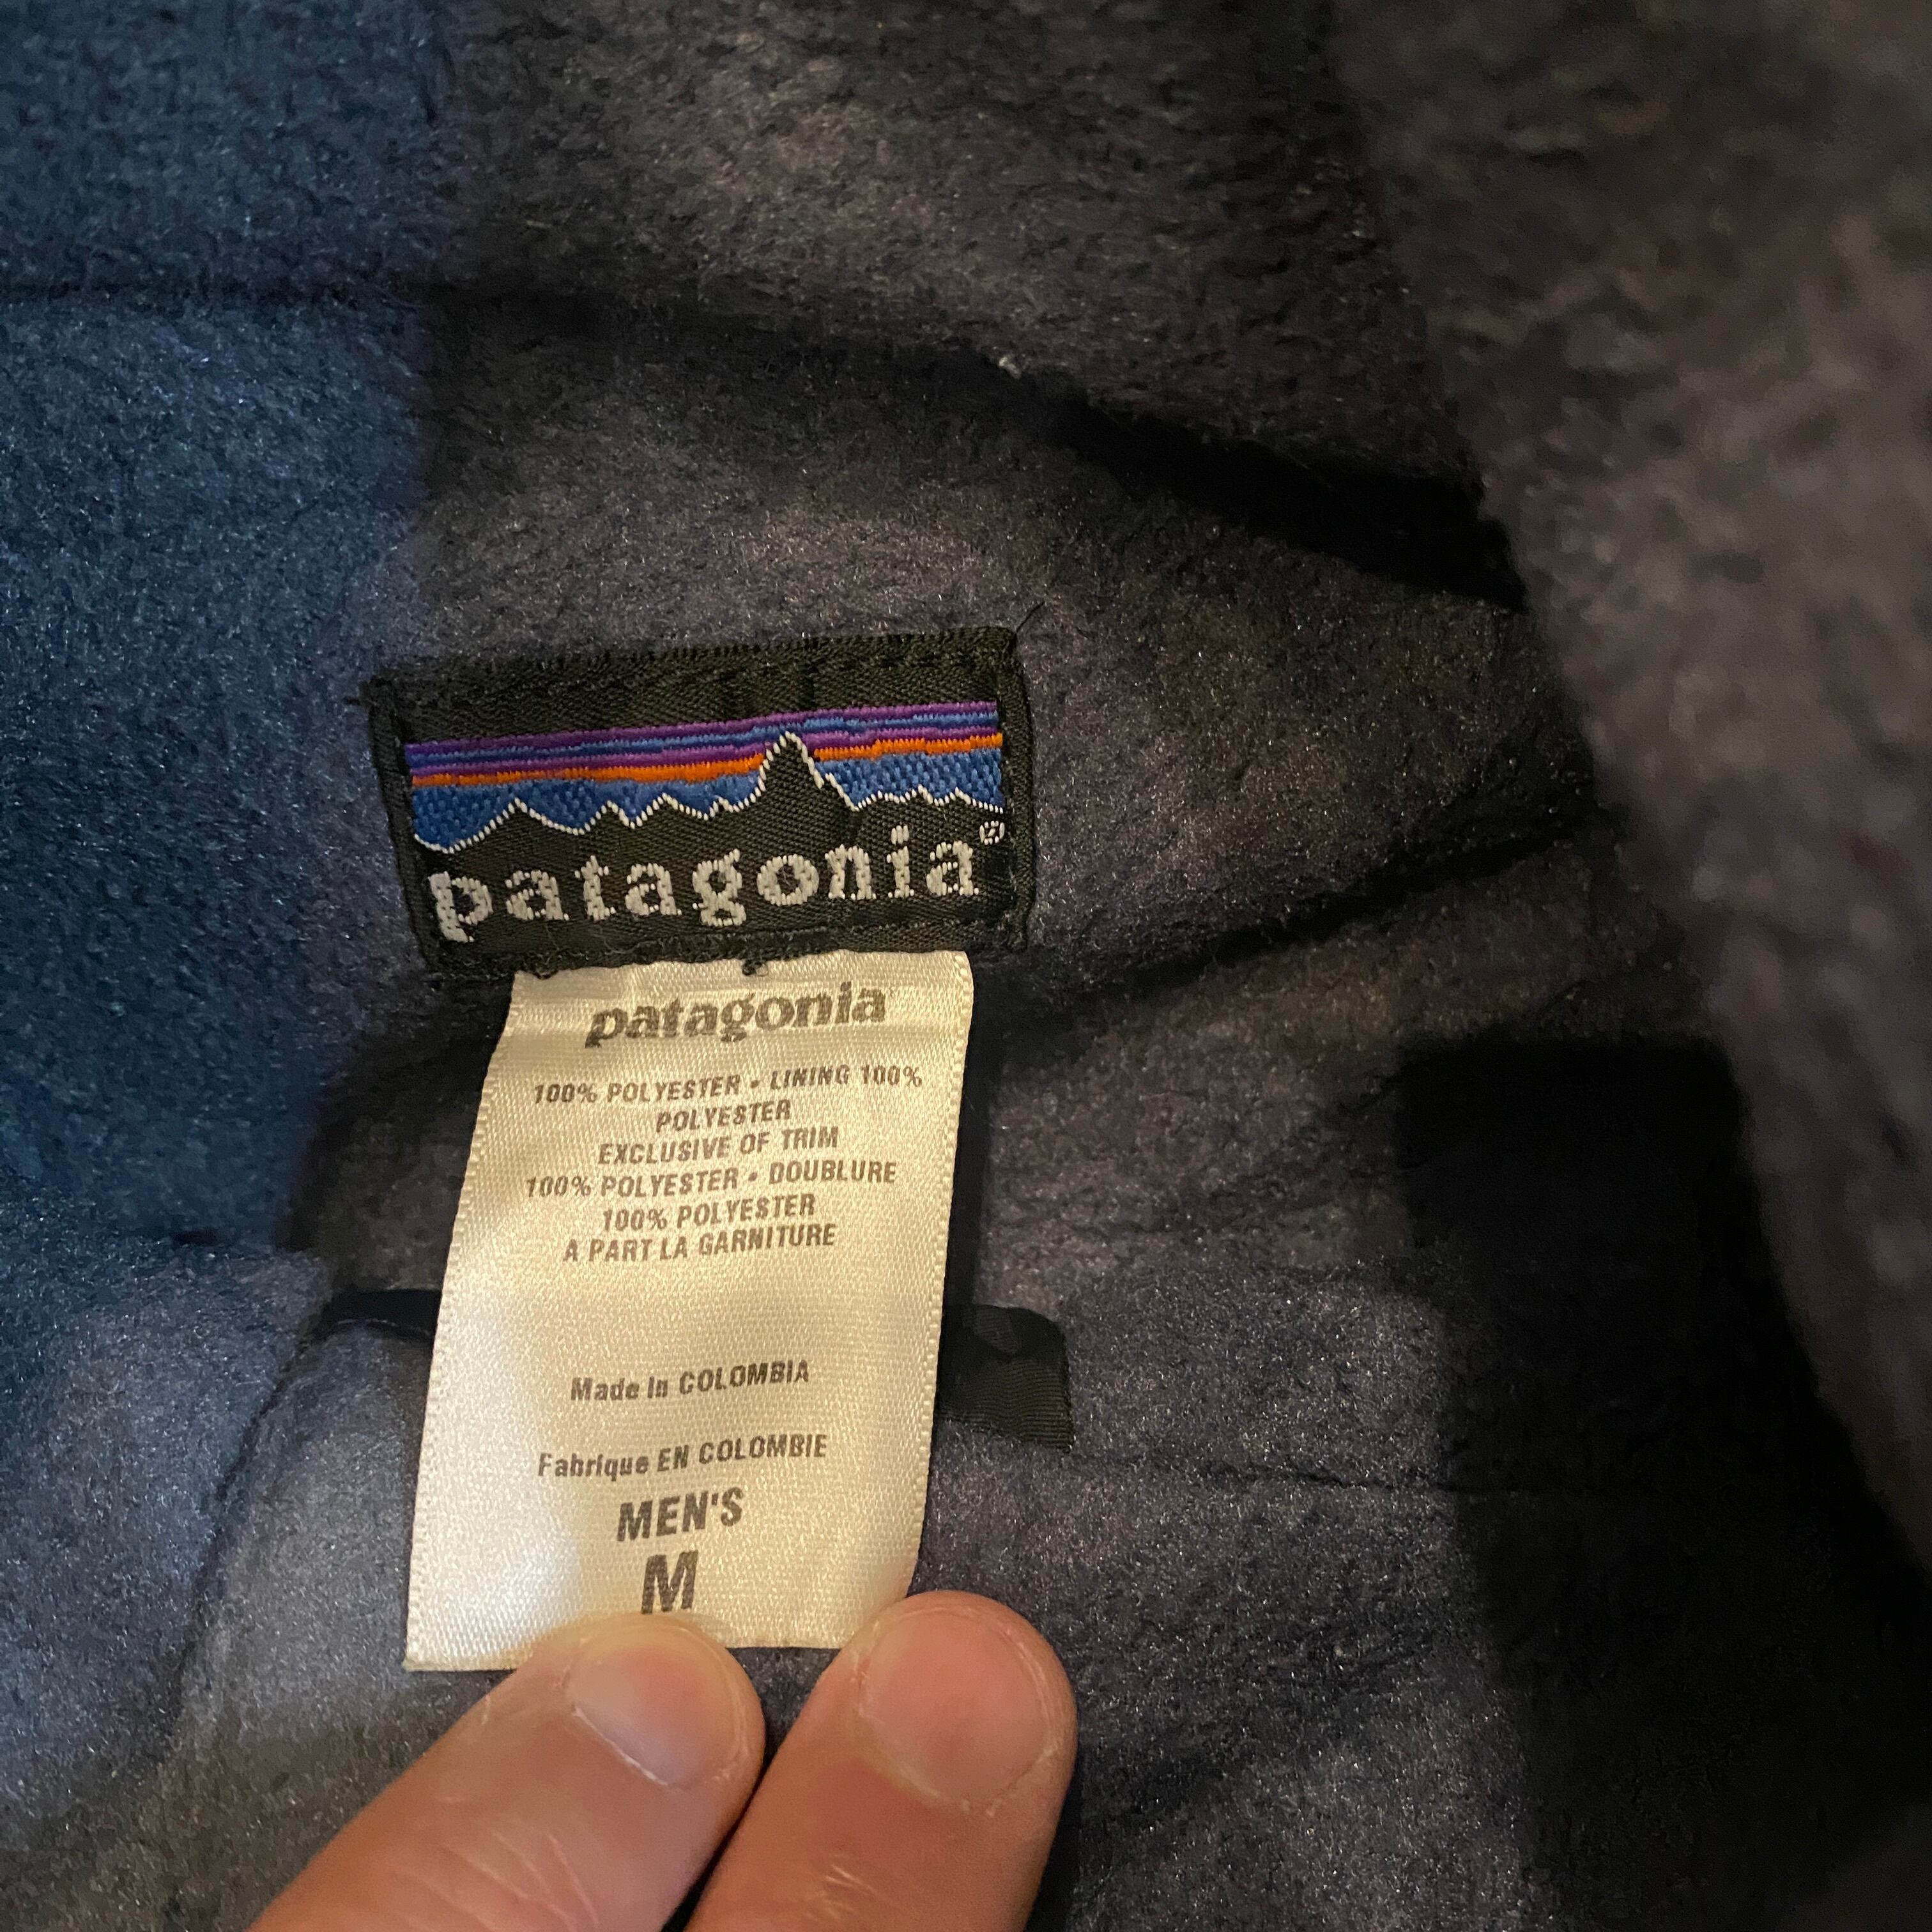 patagonia®
patagonia
100% POLYESTER • LINING 100%
POLYESTER
EXCLUSIVE OF TRIM
100% POLYESTER • DOUBLURE
100% POLYESTER
A PART LA GARNITURE
Made in COLOMBIA
Fabrique EN COLOMBIE
MEN'S
M